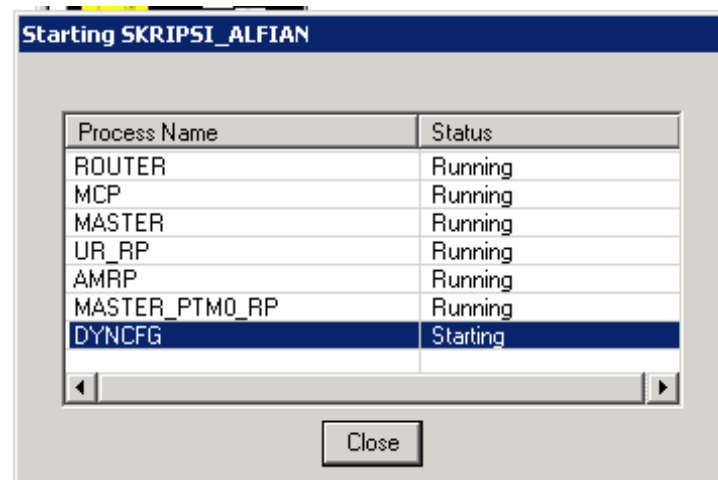 Starting SKRIPSI_ALFIAN
Process Name Status
ROUTER Running
MCP Running
MASTER Running
UR_RP Running
AMRP Running
MASTER_PTM0_RP Running
DYNCFG Starting
Close